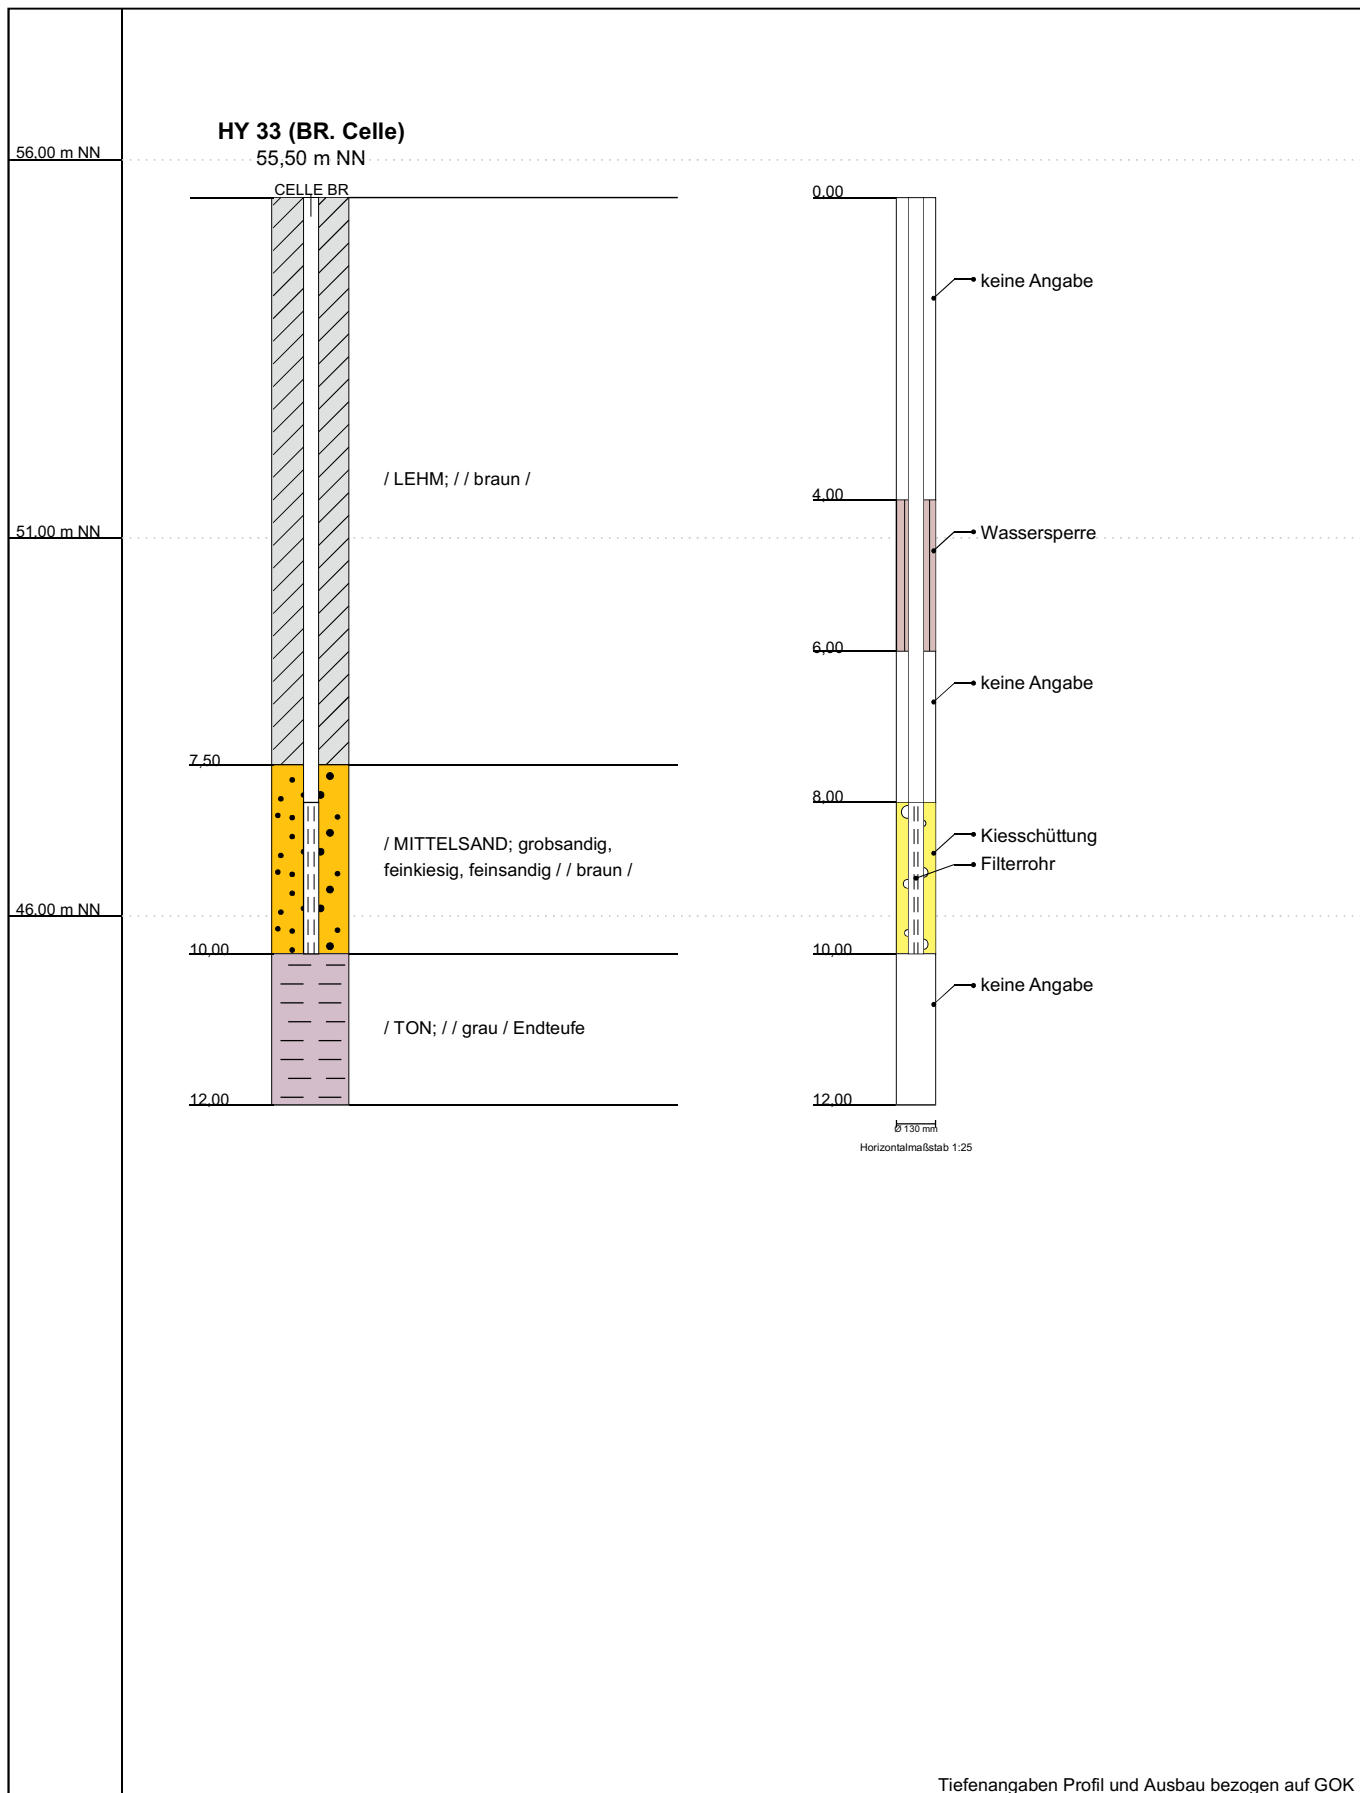 HY 33 (BR. Celle)
56,00 m NN
55,50 m NN
CELLE BR
0,00
keine Angabe
/ LEHM; / / braun /
4,00
51,00 m NN
Wassersperre
6,00
keine Angabe
7,50
8,00
/ MITTELSAND; grobsandig,
feinkiesig, feinsandig / / braun /
Kiesschüttung
Filterrohr
46,00 m NN
10,00
10,00
keine Angabe
/ TON; / / grau / Endteufe
12,00
12,00
Ø 130 mm
Horizontalmaßstab 1:25
Tiefenangaben Profil und Ausbau bezogen auf GOK